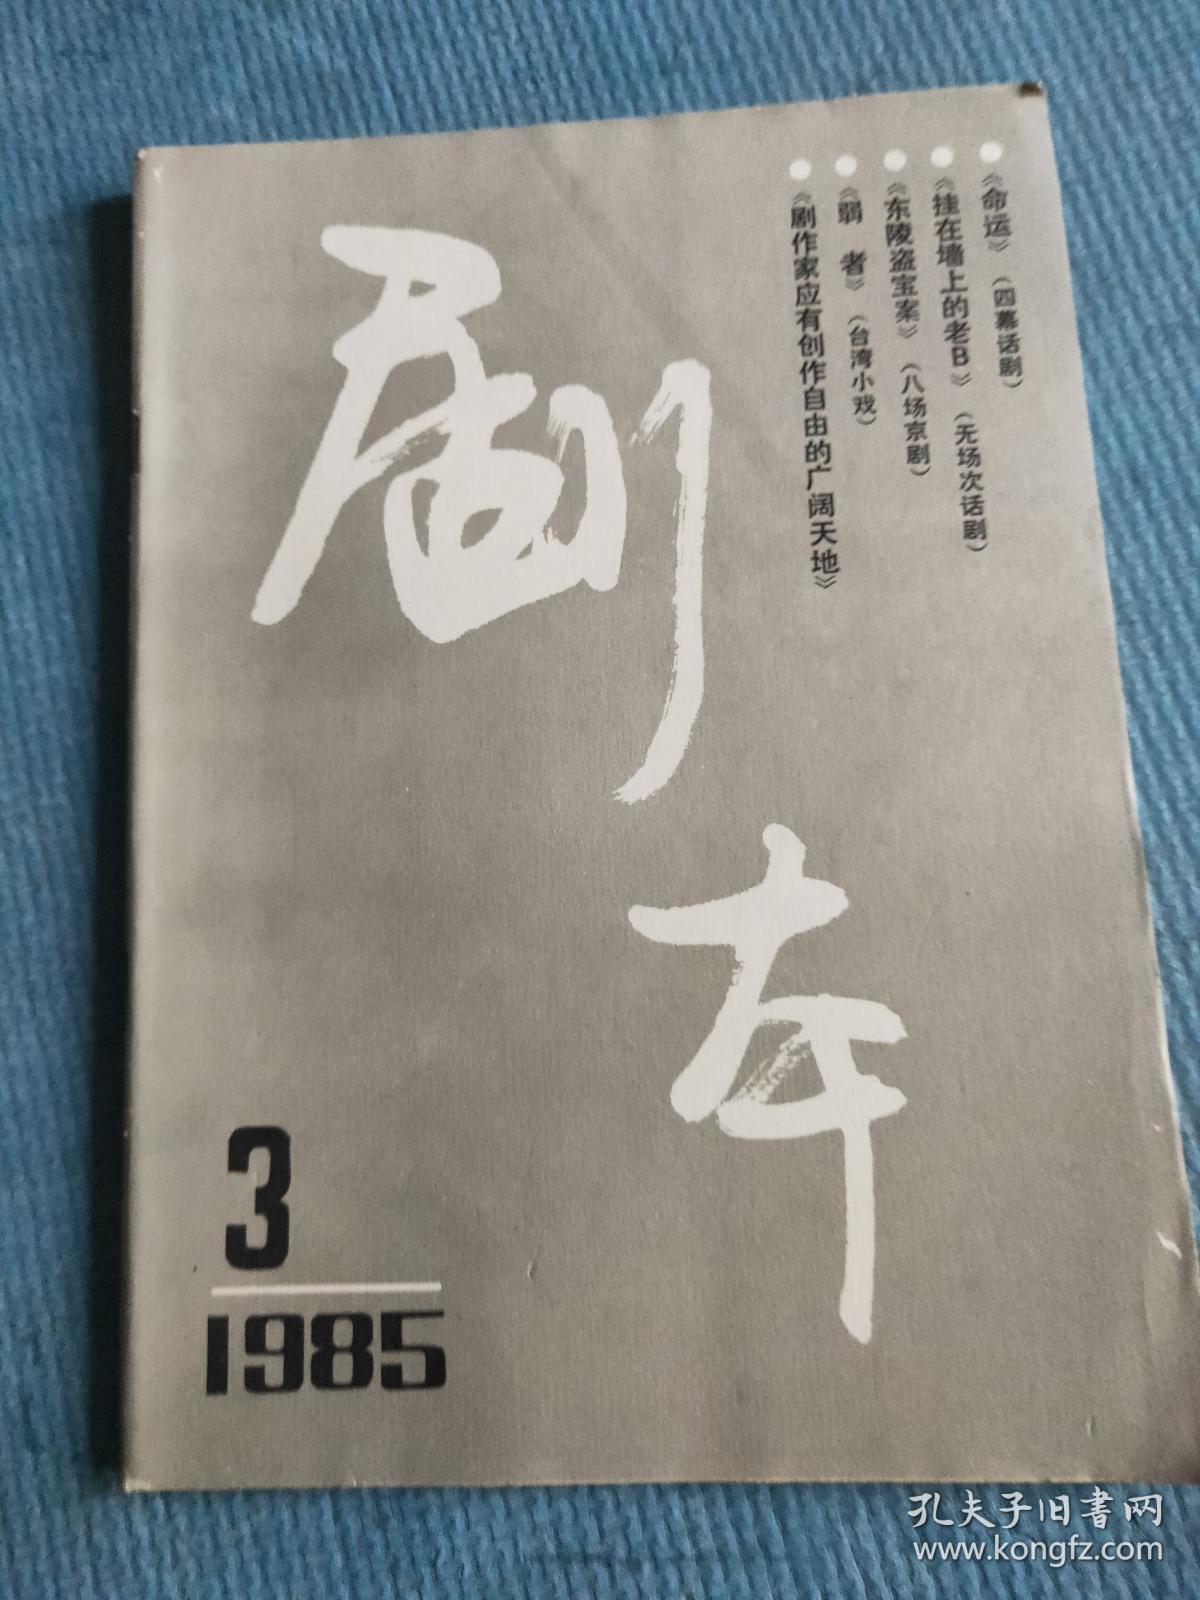 ●《命运》（四幕话剧）
●《挂在墙上的老B》（无场次话剧）
●《东陵盗宝案》（八场京剧）
●《弱者》（台湾小戏）
●《剧作家应有创作自由的广阔天地》
剧本
3
1985
孔夫子旧书网
www.kongfz.com